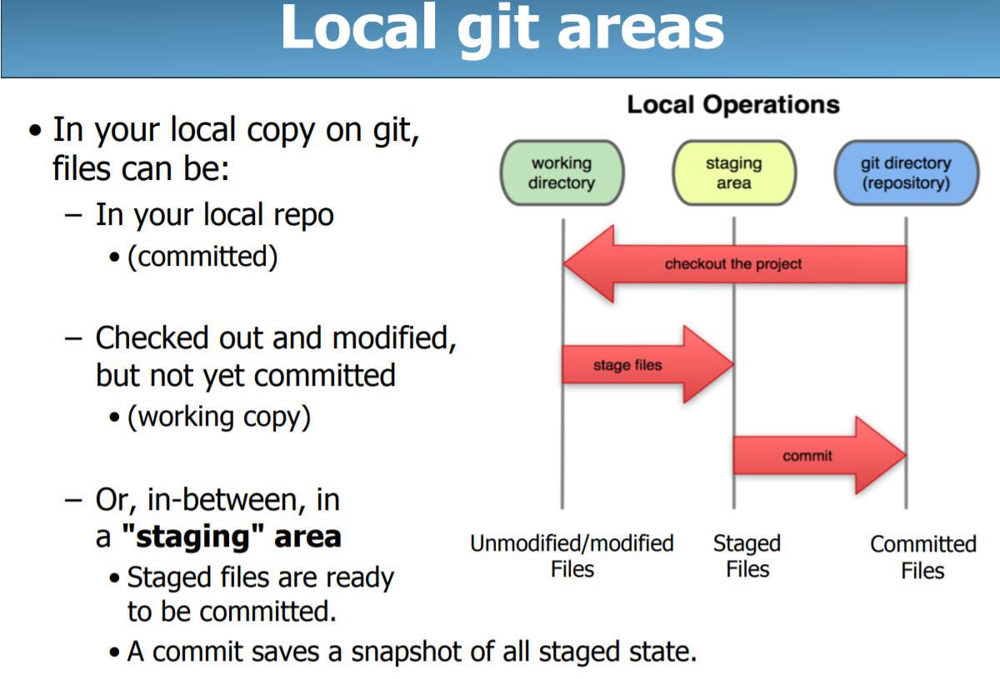 Local git areas
• In your local copy on git,
files can be:
– In your local repo
• (committed)
– Checked out and modified,
but not yet committed
• (working copy)
– Or, in-between, in
a "staging" area
• Staged files are ready
to be committed.
• A commit saves a snapshot of all staged state.
Local Operations
working
directory
staging
area
git directory
(repository)
checkout the project
stage files
commit
Unmodified/modified
Files
Staged
Files
Committed
Files